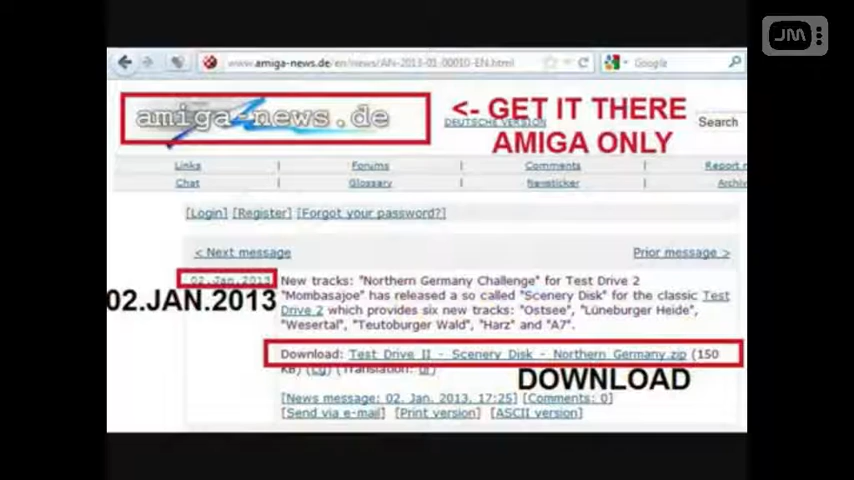 JM
www.amiga-news.de/en/news/AN-2013-01-00010-EN.html
Google
amiga-news.de
<- GET IT THERE
DEUTSCHE VERSION
AMIGA ONLY
Search
Links | Forums | Comments | Report
Chat | Glossary | Newsticker | Archiv
[Login] [Register] [Forgot your password?]
< Next message
Prior message >
02.Jan.2013
02.JAN.2013
New tracks: "Northern Germany Challenge" for Test Drive 2
"Mombasajoe" has released a so called "Scenery Disk" for the classic Test
Drive 2 which provides six new tracks: "Ostsee", "Lüneburger Heide",
"Wesertal", "Teutoburger Wald", "Harz" and "A7".
Download: Test Drive II - Scenery Disk - Northern Germany.zip (150
KB) (cg) (Translation: )
DOWNLOAD
[News message: 02. Jan. 2013, 17:25] [Comments: 0]
[Send via e-mail] [Print version] [ASCII version]